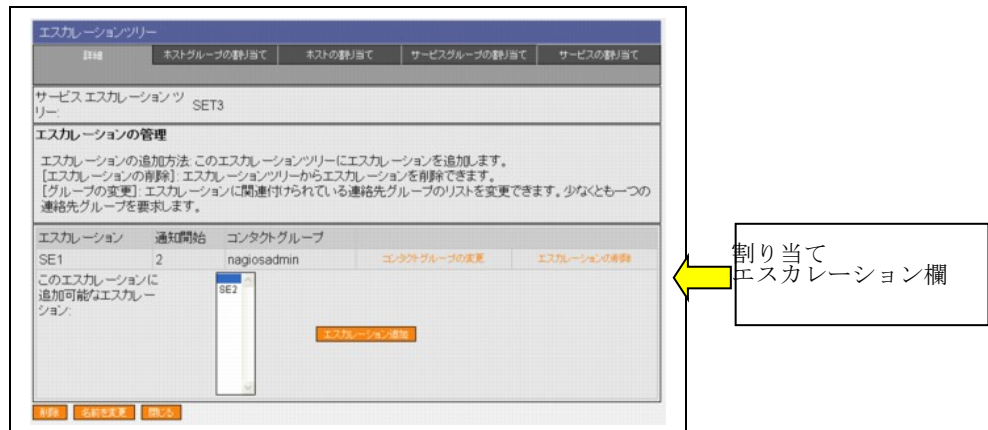 エスカレーションツリー
詳細 ホストグループの割り当て ホストの割り当て サービスグループの割り当て サービスの割り当て
サービス エスカレーション ツ
リー: SET3
エスカレーションの管理
エスカレーションの追加方法: このエスカレーションツリーにエスカレーションを追加します。
[エスカレーションの削除]: エスカレーションツリーからエスカレーションを削除できます。
[グループの変更]: エスカレーションに関連付けられている連絡先グループのリストを変更できます。少なくとも一つの
連絡先グループを要求します。
エスカレーション 通知開始 コンタクトグループ
SE1 2 nagiosadmin コンタクトグループの変更 エスカレーションの削除
このエスカレーションに
追加可能なエスカレー
ション:
SE2
エスカレーション追加
削除 名前を変更 閉じる
割り当て
エスカレーション欄